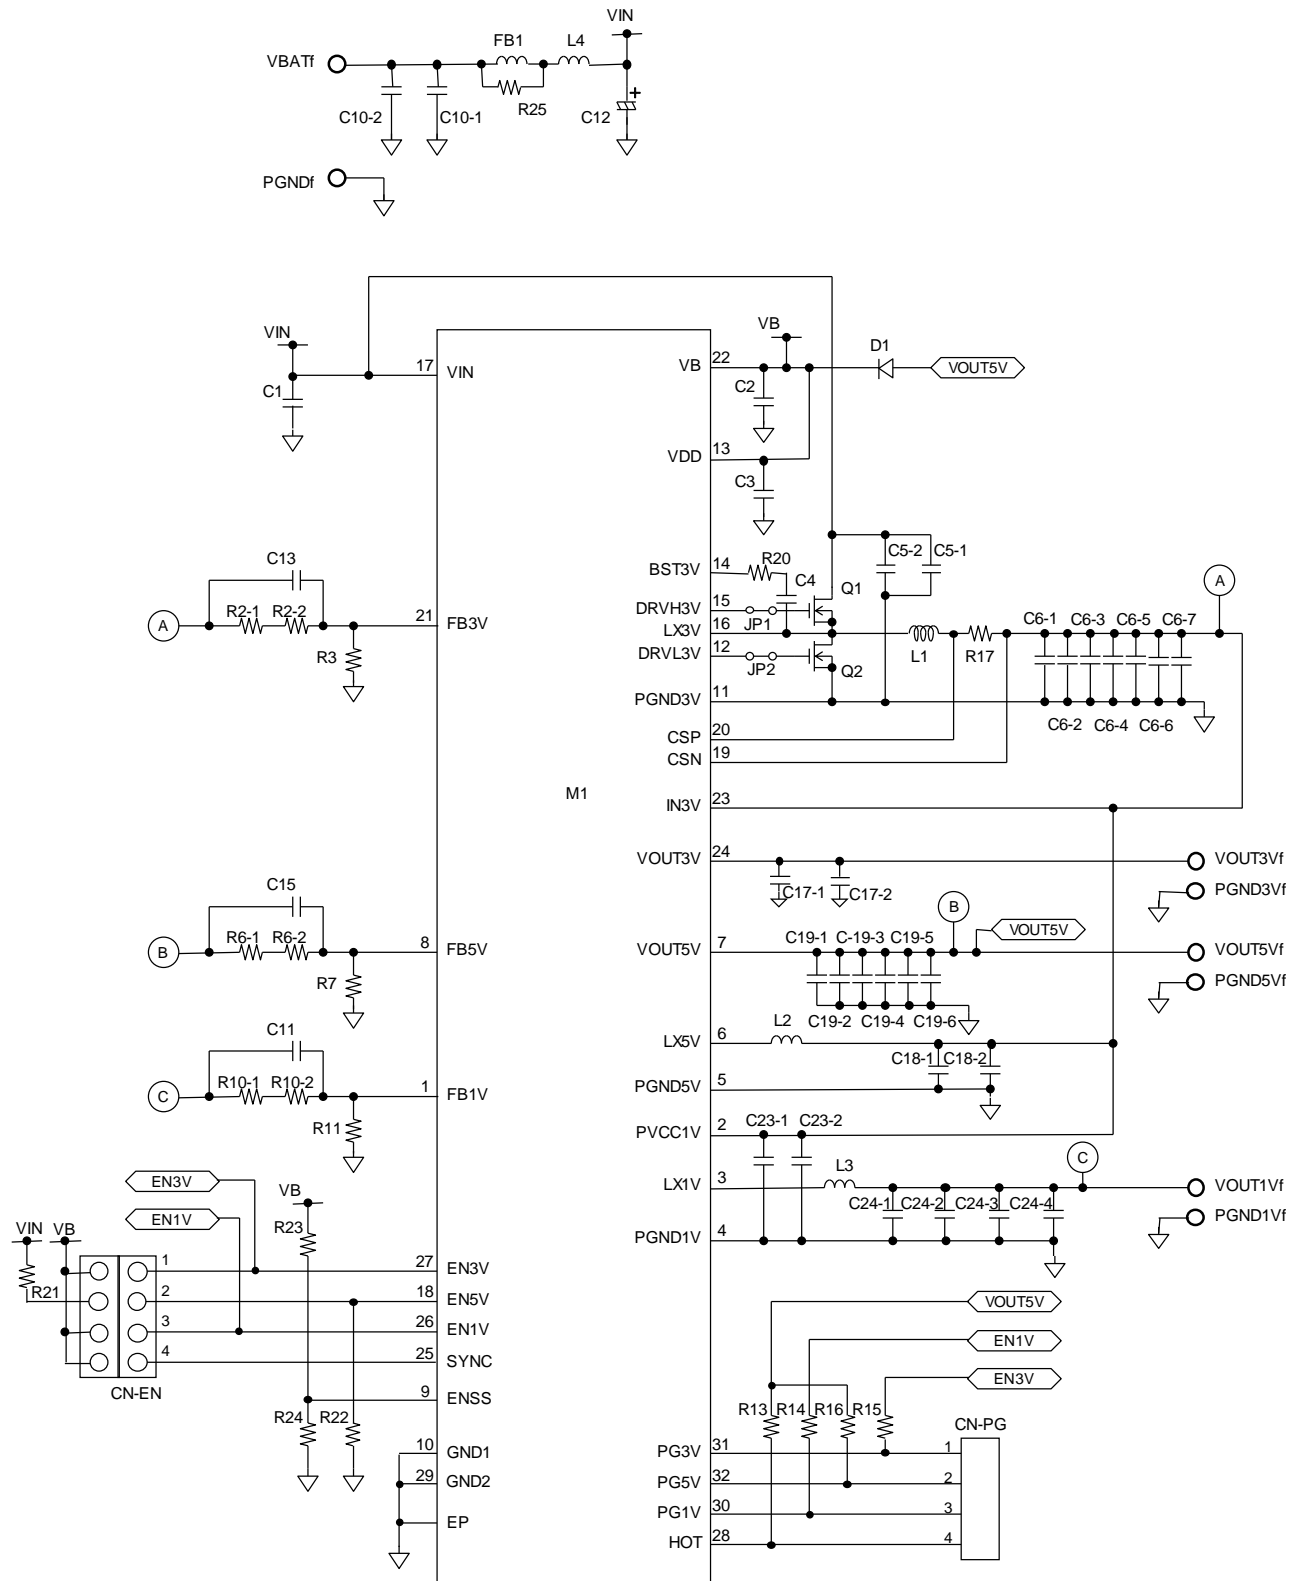 VIN
VBATf
FB1
L4
R25
C10-2
C10-1
C12
+
PGNDf
VIN
C1
17
VIN
VB
22
VB
D1
VOUT5V
C2
VDD
13
C3
C13
R2-1
R2-2
A
21
FB3V
R3
BST3V
14
R20
C4
Q1
C5-2
C5-1
A
DRVH3V
15
JP1
LX3V
16
L1
R17
DRVL3V
12
JP2
Q2
C6-1
C6-3
C6-5
C6-7
PGND3V
11
C6-2
C6-4
C6-6
CSP
20
CSN
19
M1
IN3V
23
VOUT3V
24
VOUT3Vf
C17-1
C17-2
PGND3Vf
C15
R6-1
R6-2
B
8
FB5V
R7
B
VOUT5V
VOUT5V
7
C19-1
C-19-3
C19-5
VOUT5Vf
PGND5Vf
C19-2
C19-4
C19-6
LX5V
6
L2
C18-1
C18-2
PGND5V
5
C11
R10-1
R10-2
C
1
FB1V
R11
PVCC1V
2
C23-1
C23-2
C
LX1V
3
L3
VOUT1Vf
C24-1
C24-2
C24-3
C24-4
PGND1Vf
PGND1V
4
EN3V
EN1V
VIN
VB
VB
R23
R21
1
27
EN3V
2
18
EN5V
3
26
EN1V
4
25
SYNC
CN-EN
9
ENSS
R24
R22
10
GND1
29
GND2
EP
VOUT5V
EN1V
EN3V
R13
R14
R16
R15
CN-PG
PG3V
31
1
PG5V
32
2
PG1V
30
3
HOT
28
4